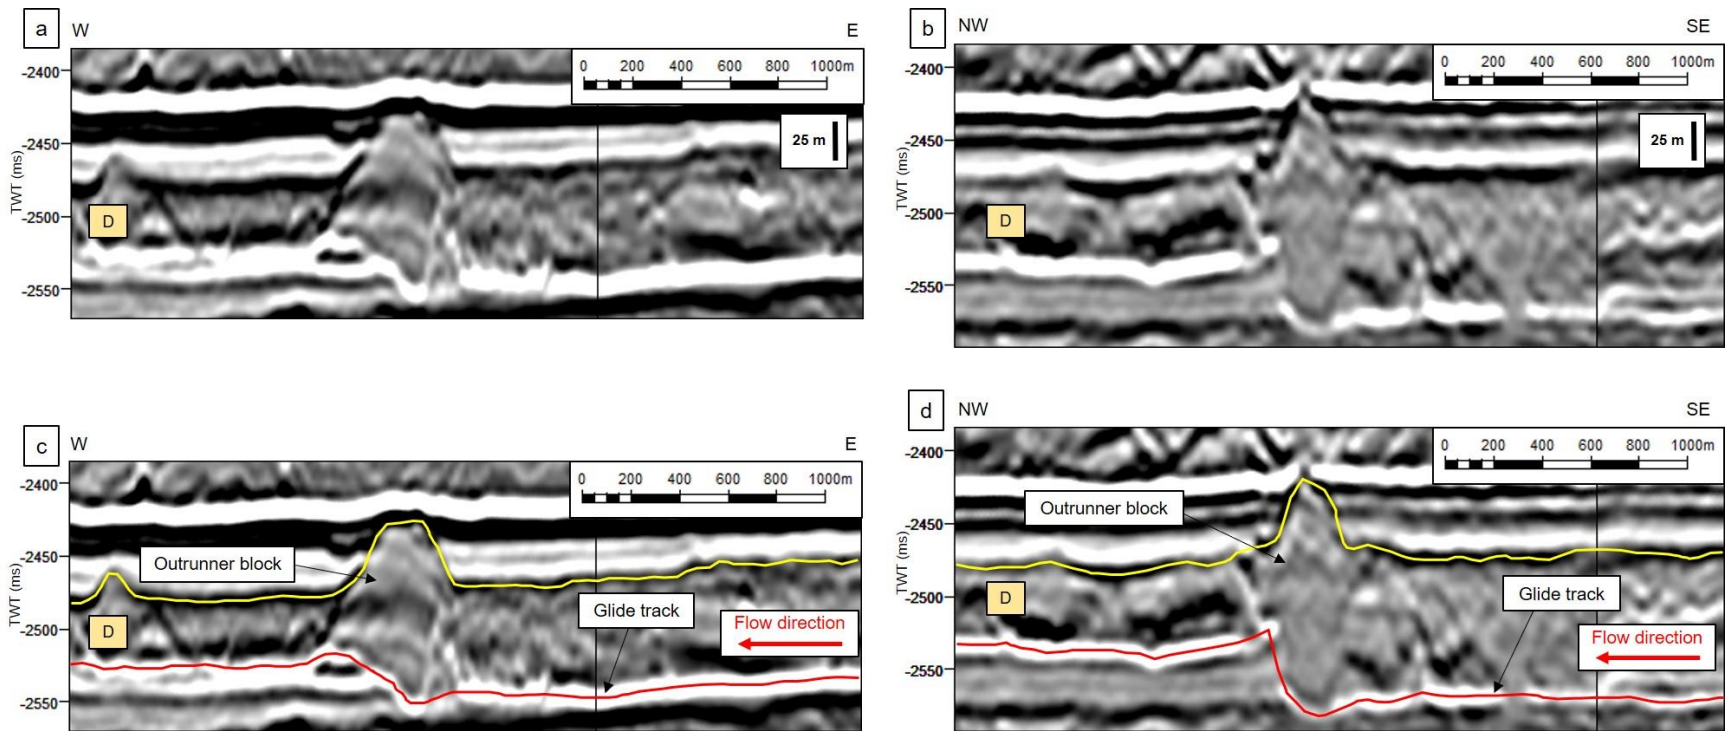 a W E
-2400
-2450
-2500
-2550
TWT (ms)
0 200 400 600 800 1000m
25 m
D
b NW SE
-2400
-2450
-2500
-2550
TWT (ms)
0 200 400 600 800 1000m
25 m
D
c W E
-2400
-2450
-2500
-2550
TWT (ms)
0 200 400 600 800 1000m
Outrunner block
Glide track
D
Flow direction
d NW SE
-2400
-2450
-2500
-2550
TWT (ms)
0 200 400 600 800 1000m
Outrunner block
Glide track
D
Flow direction